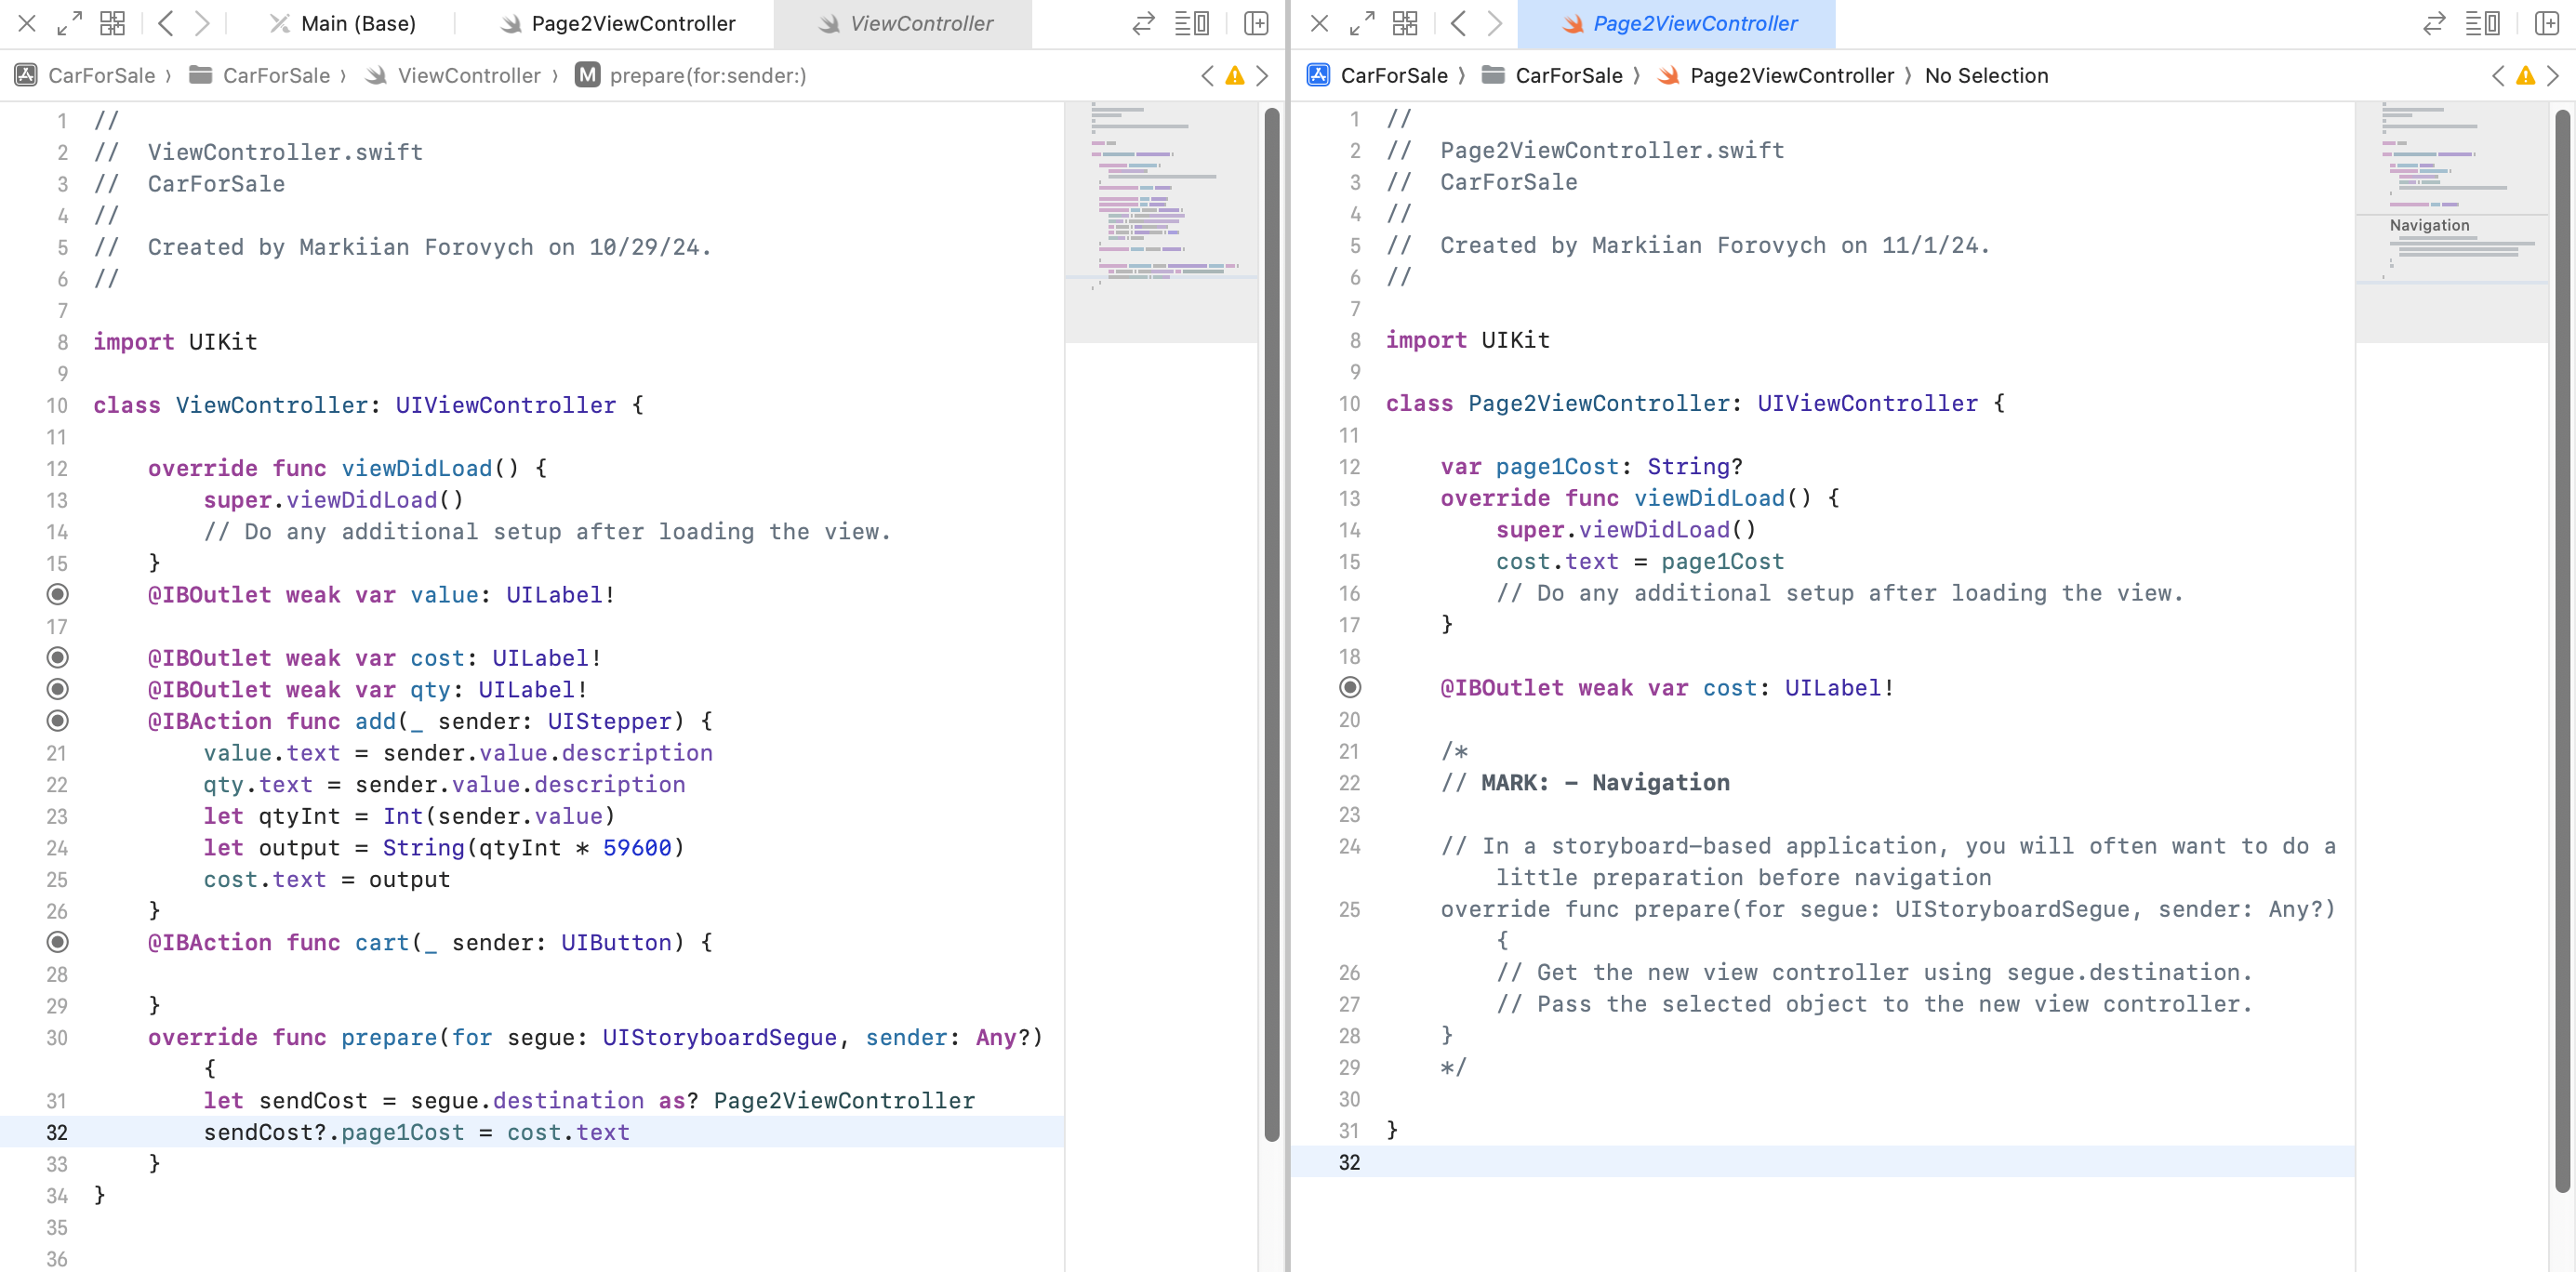 Main (Base) Page2ViewController ViewController
CarForSale 〉 CarForSale 〉 ViewController 〉 M prepare(for:sender:)
1 //
2 //  ViewController.swift
3 //  CarForSale
4 //
5 //  Created by Markiian Forovych on 10/29/24.
6 //
7
8 import UIKit
9
10 class ViewController: UIViewController {
11
12     override func viewDidLoad() {
13         super.viewDidLoad()
14         // Do any additional setup after loading the view.
15     }
@IBOutlet weak var value: UILabel!
17
@IBOutlet weak var cost: UILabel!
@IBOutlet weak var qty: UILabel!
@IBAction func add(_ sender: UIStepper) {
21         value.text = sender.value.description
22         qty.text = sender.value.description
23         let qtyInt = Int(sender.value)
24         let output = String(qtyInt * 59600)
25         cost.text = output
26     }
@IBAction func cart(_ sender: UIButton) {
28
29     }
30     override func prepare(for segue: UIStoryboardSegue, sender: Any?)
{
31         let sendCost = segue.destination as? Page2ViewController
32         sendCost?.page1Cost = cost.text
33     }
34 }
35
36
Page2ViewController
CarForSale 〉 CarForSale 〉 Page2ViewController 〉 No Selection
1 //
2 //  Page2ViewController.swift
3 //  CarForSale
4 //
5 //  Created by Markiian Forovych on 11/1/24.
6 //
7
8 import UIKit
9
10 class Page2ViewController: UIViewController {
11
12     var page1Cost: String?
13     override func viewDidLoad() {
14         super.viewDidLoad()
15         cost.text = page1Cost
16         // Do any additional setup after loading the view.
17     }
18
@IBOutlet weak var cost: UILabel!
20
21     /*
22     // MARK: - Navigation
23
24     // In a storyboard-based application, you will often want to do a
little preparation before navigation
25     override func prepare(for segue: UIStoryboardSegue, sender: Any?)
{
26         // Get the new view controller using segue.destination.
27         // Pass the selected object to the new view controller.
28     }
29     */
30
31 }
32
Navigation